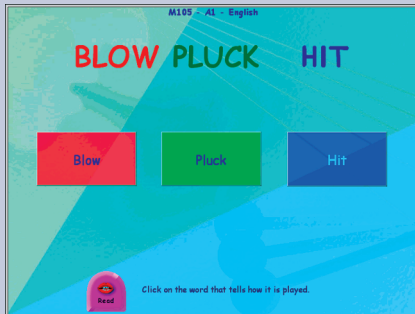 M105 - A1 - English
BLOW PLUCK HIT
Blow Pluck Hit
Read
Click on the word that tells how it is played.